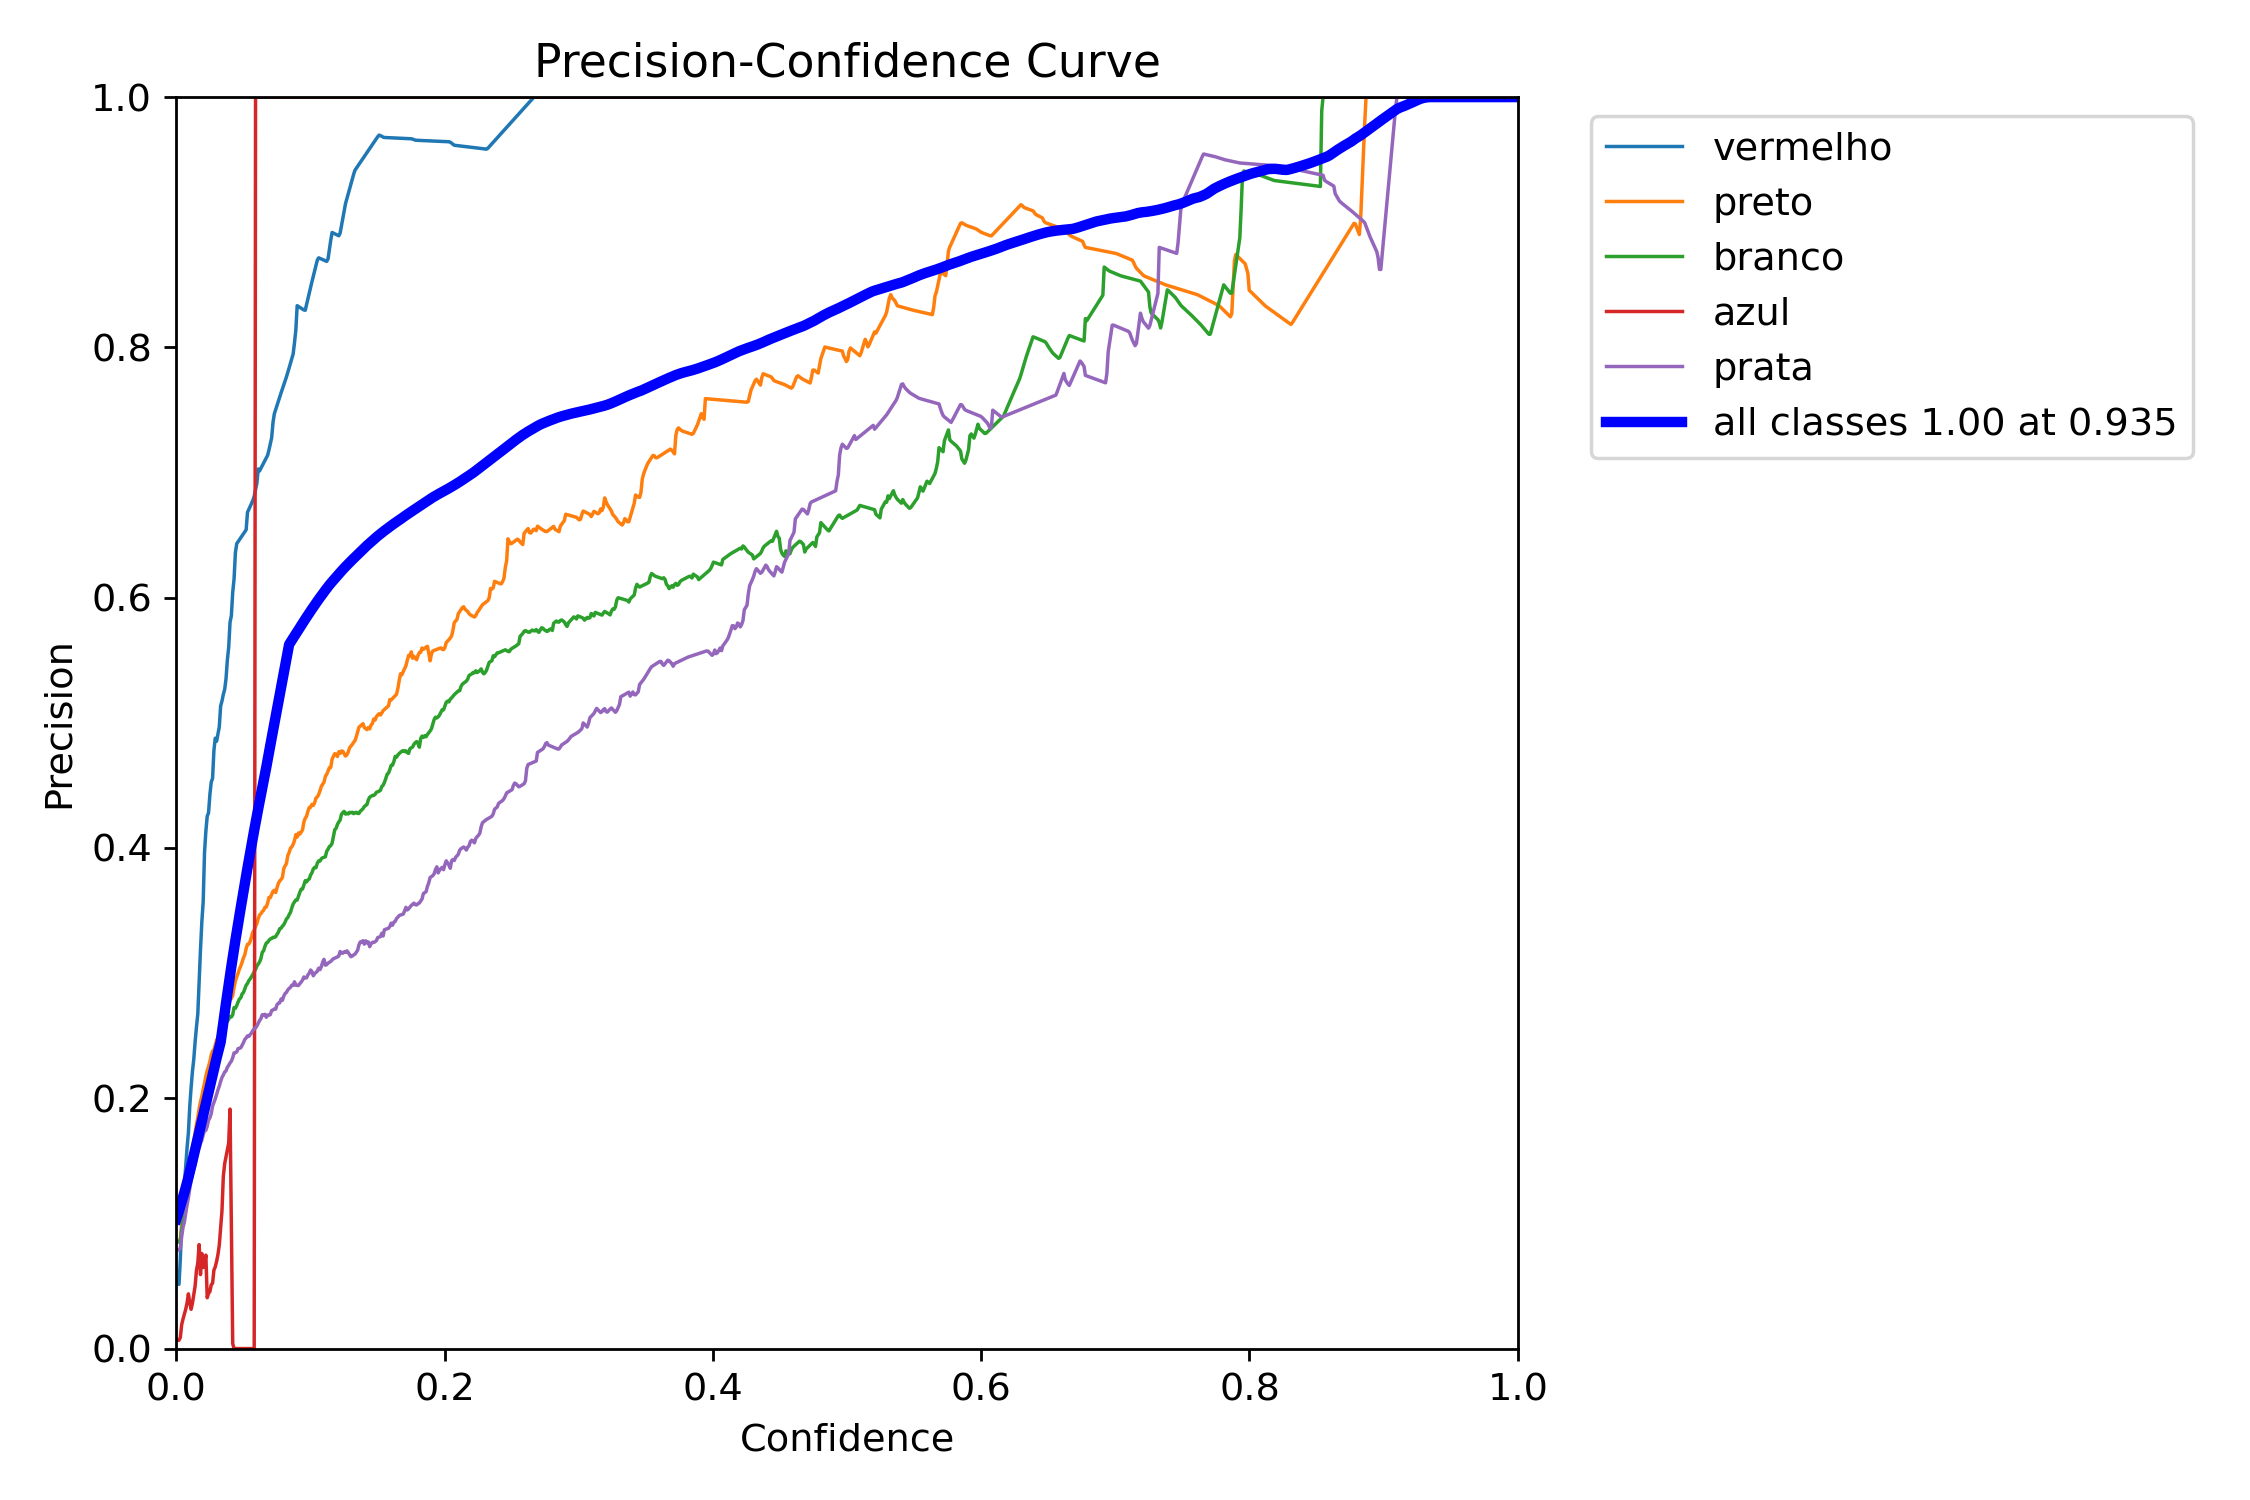 Precision-Confidence Curve
1.0
0.8
0.6
0.4
0.2
0.0
Precision
0.0 0.2 0.4 0.6 0.8 1.0
Confidence
vermelho
preto
branco
azul
prata
all classes 1.00 at 0.935